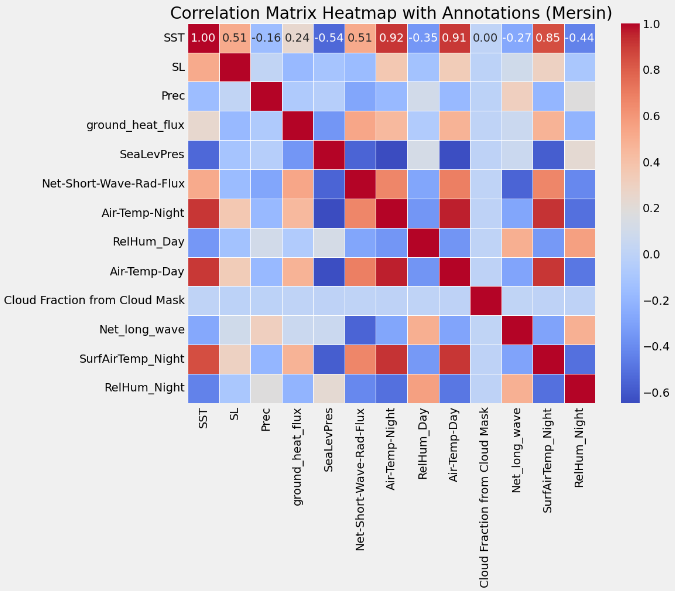 Correlation Matrix Heatmap with Annotations (Mersin)
SST 1.00 0.51 -0.16 0.24 -0.54 0.51 0.92 -0.35 0.91 0.00 -0.27 0.85 -0.44
SL
Prec
ground_heat_flux
SeaLevPres
Net-Short-Wave-Rad-Flux
Air-Temp-Night
RelHum_Day
Air-Temp-Day
Cloud Fraction from Cloud Mask
Net_long_wave
SurfAirTemp_Night
RelHum_Night
SST
SL
Prec
ground_heat_flux
SeaLevPres
Net-Short-Wave-Rad-Flux
Air-Temp-Night
RelHum_Day
Air-Temp-Day
Cloud Fraction from Cloud Mask
Net_long_wave
SurfAirTemp_Night
RelHum_Night
1.0
0.8
0.6
0.4
0.2
0.0
−0.2
−0.4
−0.6